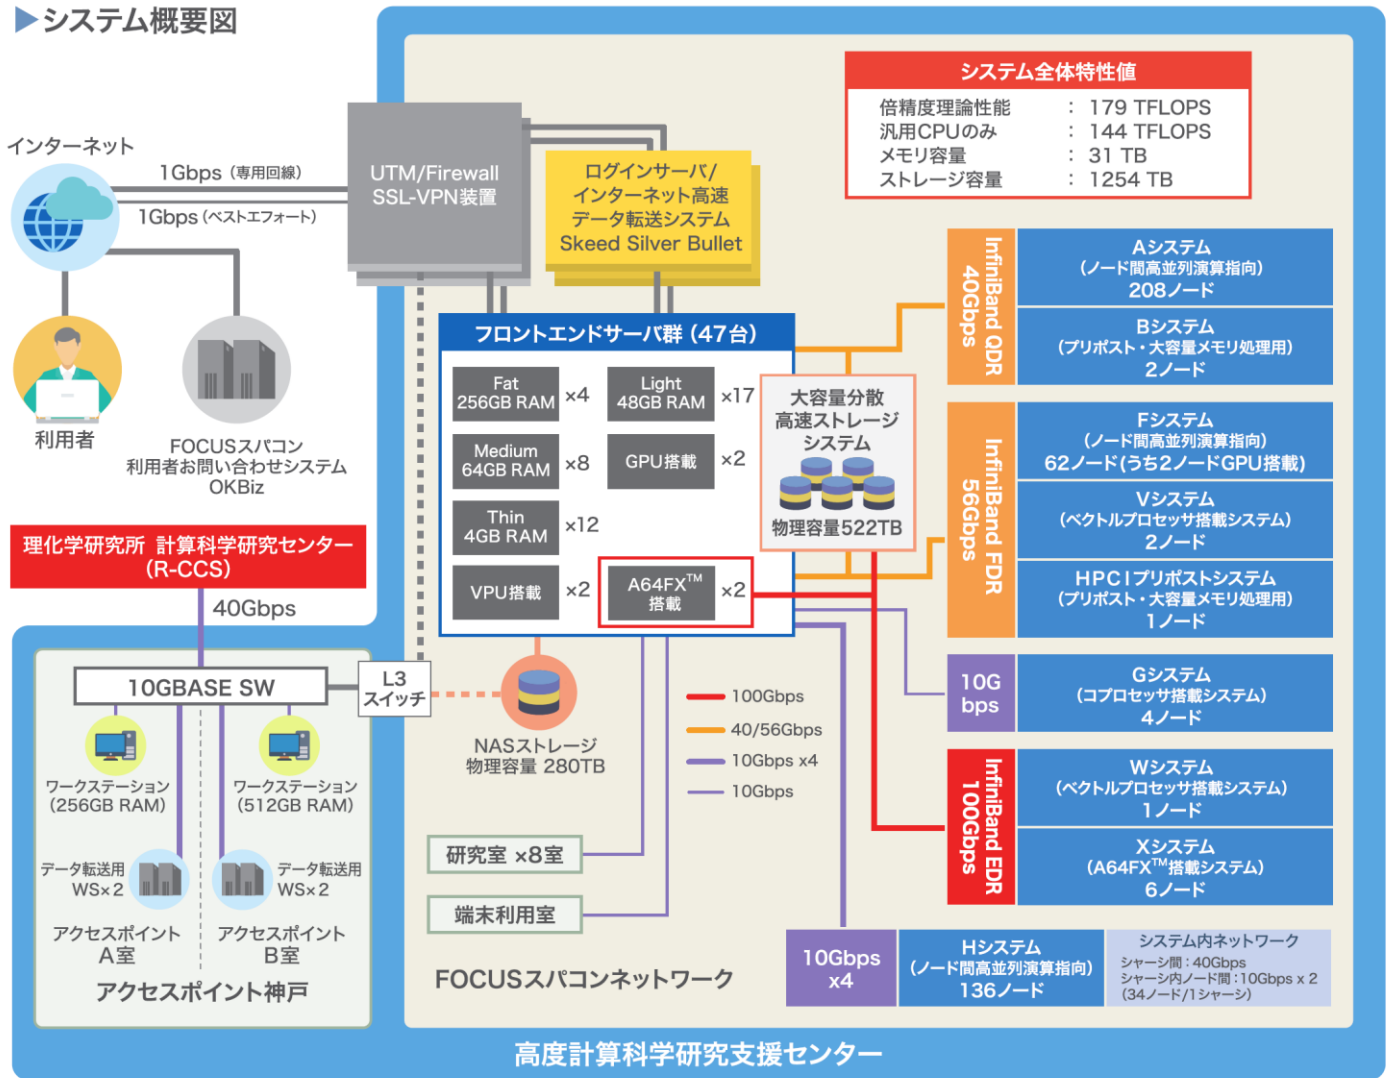 システム概要図
システム全体特性値
倍精度理論性能 : 179 TFLOPS
汎用CPUのみ : 144 TFLOPS
メモリ容量 : 31 TB
ストレージ容量 : 1254 TB
インターネット
1Gbps（専用回線）
1Gbps（ベストエフォート）
UTM/Firewall
SSL-VPN装置
ログインサーバ/
インターネット高速
データ転送システム
Skeed Silver Bullet
利用者
FOCUSスパコン
利用者お問い合わせシステム
OKBiz
フロントエンドサーバ群（47台）
Fat
256GB RAM ×4
Light
48GB RAM ×17
Medium
64GB RAM ×8
GPU搭載 ×2
Thin
4GB RAM ×12
VPU搭載 ×2
A64FX™
搭載 ×2
大容量分散
高速ストレージ
システム
物理容量522TB
InfiniBand QDR
40Gbps
Aシステム
（ノード間高並列演算指向）
208ノード
Bシステム
（プリポスト・大容量メモリ処理用）
2ノード
InfiniBand FDR
56Gbps
Fシステム
（ノード間高並列演算指向）
62ノード(うち2ノードGPU搭載)
Vシステム
（ベクトルプロセッサ搭載システム）
2ノード
HPCIプリポストシステム
（プリポスト・大容量メモリ処理用）
1ノード
10G
bps
Gシステム
（コプロセッサ搭載システム）
4ノード
InfiniBand EDR
100Gbps
Wシステム
（ベクトルプロセッサ搭載システム）
1ノード
Xシステム
（A64FX™搭載システム）
6ノード
10Gbps
x4
Hシステム
（ノード間高並列演算指向）
136ノード
システム内ネットワーク
シャーシ間：40Gbps
シャーシ内ノード間：10Gbps x 2
（34ノード/1シャーシ）
理化学研究所 計算科学研究センター
（R-CCS）
40Gbps
10GBASE SW
L3
スイッチ
ワークステーション
（256GB RAM）
ワークステーション
（512GB RAM）
データ転送用
WS×2
データ転送用
WS×2
アクセスポイント
A室
アクセスポイント
B室
アクセスポイント神戸
NASストレージ
物理容量 280TB
100Gbps
40/56Gbps
10Gbps x4
10Gbps
研究室 ×8室
端末利用室
FOCUSスパコンネットワーク
高度計算科学研究支援センター